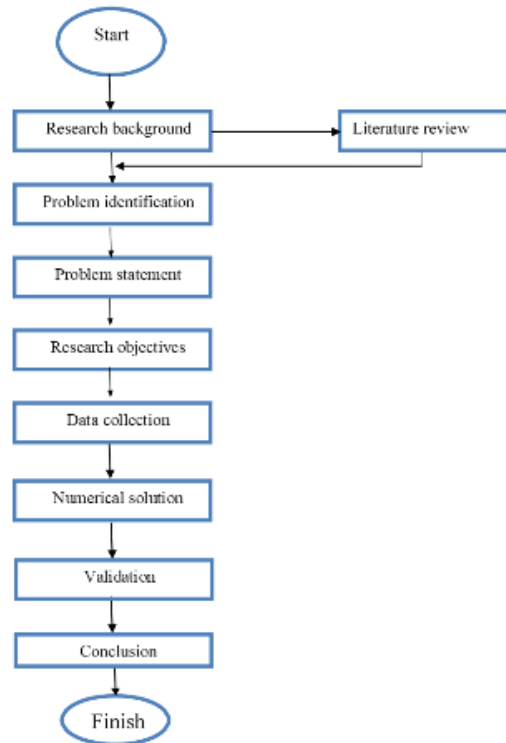 Start
Research background
Literature review
Problem identification
Problem statement
Research objectives
Data collection
Numerical solution
Validation
Conclusion
Finish